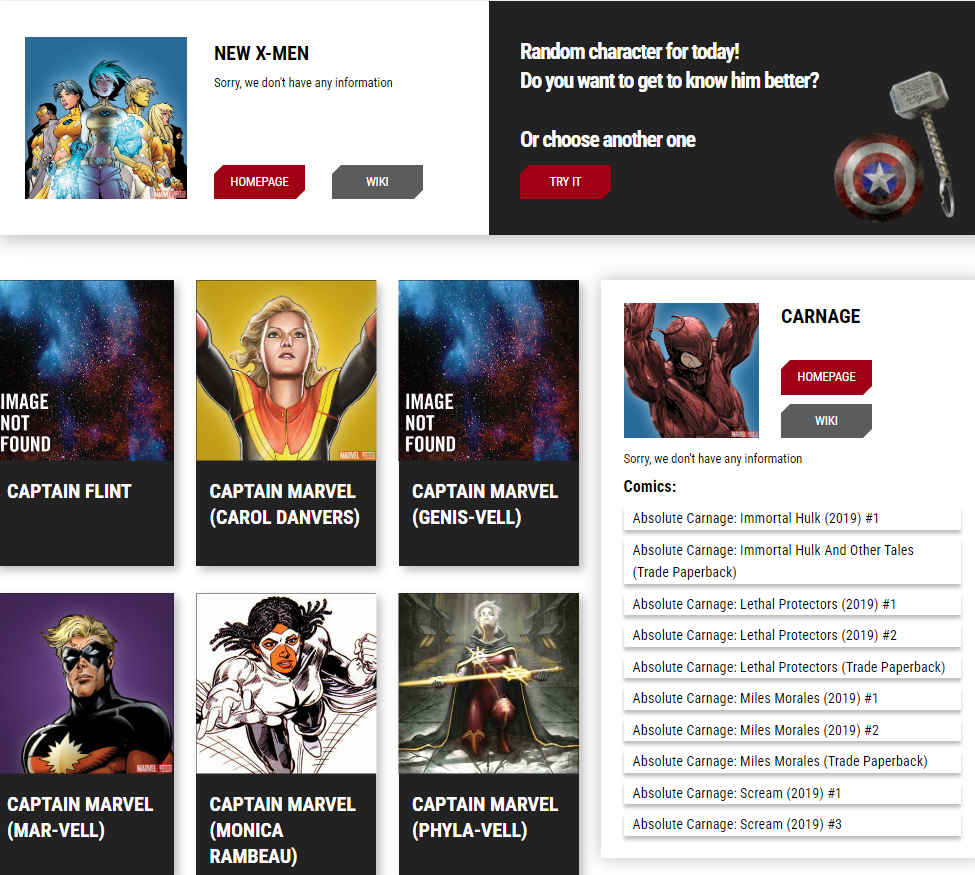 NEW X-MEN
Sorry, we don't have any information
HOMEPAGE
WIKI
Random character for today!
Do you want to get to know him better?
Or choose another one
TRY IT
IMAGE
NOT
FOUND
CAPTAIN FLINT
MARVEL
CAPTAIN MARVEL
(CAROL DANVERS)
IMAGE
NOT
FOUND
CAPTAIN MARVEL
(GENIS-VELL)
MARVEL
CAPTAIN MARVEL
(MAR-VELL)
CAPTAIN MARVEL
(MONICA
RAMBEAU)
CAPTAIN MARVEL
(PHYLA-VELL)
CARNAGE
HOMEPAGE
WIKI
Sorry, we don't have any information
Comics:
Absolute Carnage: Immortal Hulk (2019) #1
Absolute Carnage: Immortal Hulk And Other Tales
(Trade Paperback)
Absolute Carnage: Lethal Protectors (2019) #1
Absolute Carnage: Lethal Protectors (2019) #2
Absolute Carnage: Lethal Protectors (Trade Paperback)
Absolute Carnage: Miles Morales (2019) #1
Absolute Carnage: Miles Morales (2019) #2
Absolute Carnage: Miles Morales (Trade Paperback)
Absolute Carnage: Scream (2019) #1
Absolute Carnage: Scream (2019) #3